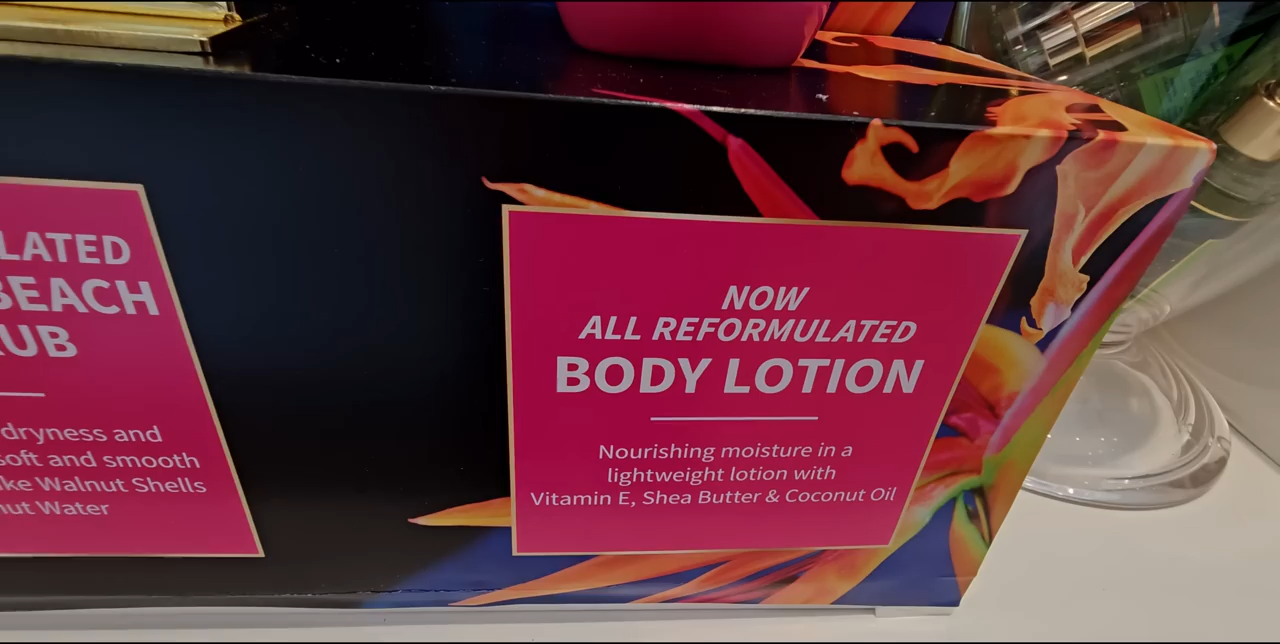 LATED
BEACH
UB
dryness and
soft and smooth
ke Walnut Shells
nut Water
NOW
ALL REFORMULATED
BODY LOTION
Nourishing moisture in a
lightweight lotion with
Vitamin E, Shea Butter & Coconut Oil